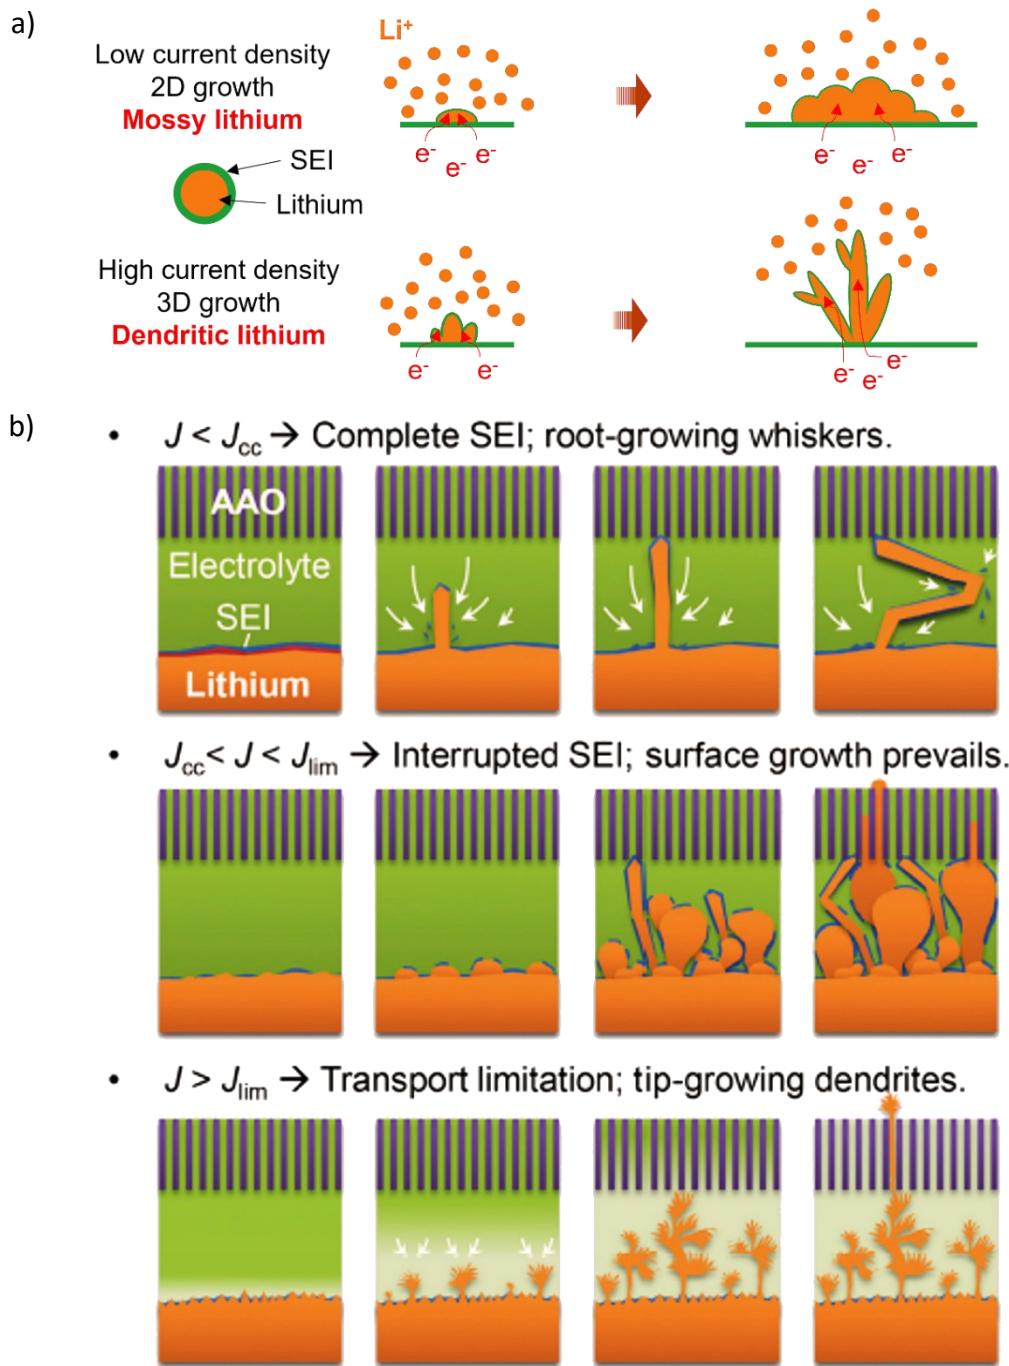 a)
Low current density
2D growth
Mossy lithium
SEI
Lithium
High current density
3D growth
Dendritic lithium
Li⁺
e⁻ e⁻ e⁻
e⁻ e⁻ e⁻
e⁻ e⁻
e⁻ e⁻ e⁻
b)
• J < Jcc → Complete SEI; root-growing whiskers.
AAO
Electrolyte
SEI
Lithium
• Jcc < J < Jlim → Interrupted SEI; surface growth prevails.
• J > Jlim → Transport limitation; tip-growing dendrites.